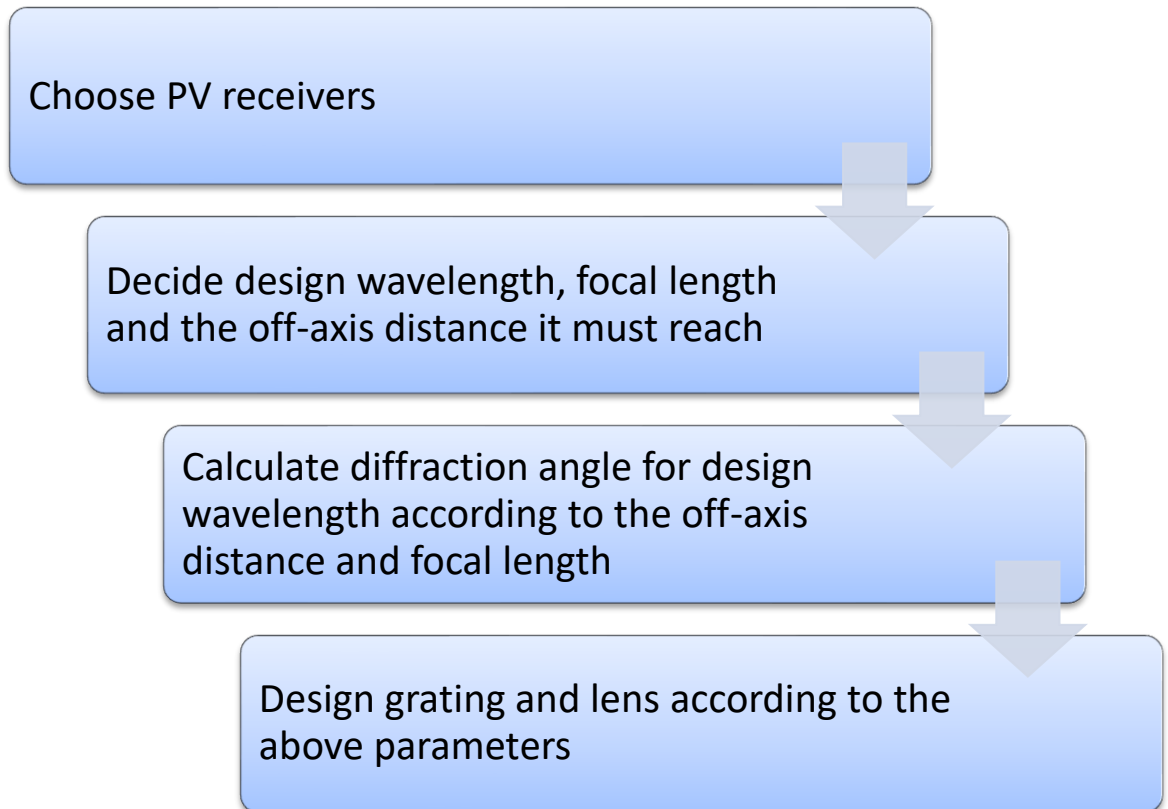 Choose PV receivers
Decide design wavelength, focal length
and the off-axis distance it must reach
Calculate diffraction angle for design
wavelength according to the off-axis
distance and focal length
Design grating and lens according to the
above parameters